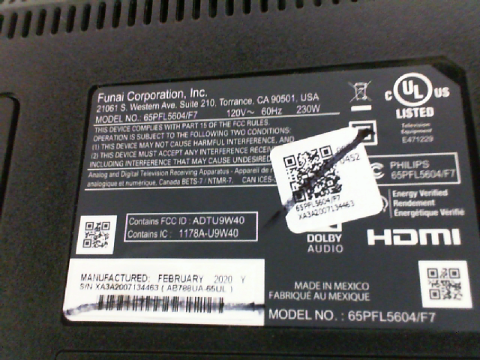 Funai Corporation, Inc.
21061 S. Western Ave. Suite 210, Torrance, CA 90501, USA
MODEL NO. 65PFL5604/F7 120V~ 60Hz 230W
THIS DEVICE COMPLIES WITH PART 15 OF THE FCC RULES.
OPERATION IS SUBJECT TO THE FOLLOWING TWO CONDITIONS:
(1) THIS DEVICE MAY NOT CAUSE HARMFUL INTERFERENCE, AND
(2) THIS DEVICE MUST ACCEPT ANY INTERFERENCE
INCLUDING INTERFERENCE THAT MAY CAUSE UNDESIRED
Analog and Digital Television Receiving Apparatus - Appareil de
analogique et numérique, Canada BETS-7 / NTMR-7. CAN ICES-
C UL US
LISTED
Television
Equipment
E471229
PHILIPS
65PFL5604/F7
65PFL5604/F7
XA3A2007134463
Energy Verified
Rendement
Énergétique Vérifié
Contains FCC ID : ADTU9W40
Contains IC : 1178A-U9W40
DOLBY
AUDIO
HDMI
MANUFACTURED: FEBRUARY 2020 Y
S/N XA3A2007134463 ( AB788UA-65UL )
MADE IN MEXICO
FABRIQUÉ AU MEXIQUE
MODEL NO. : 65PFL5604/F7